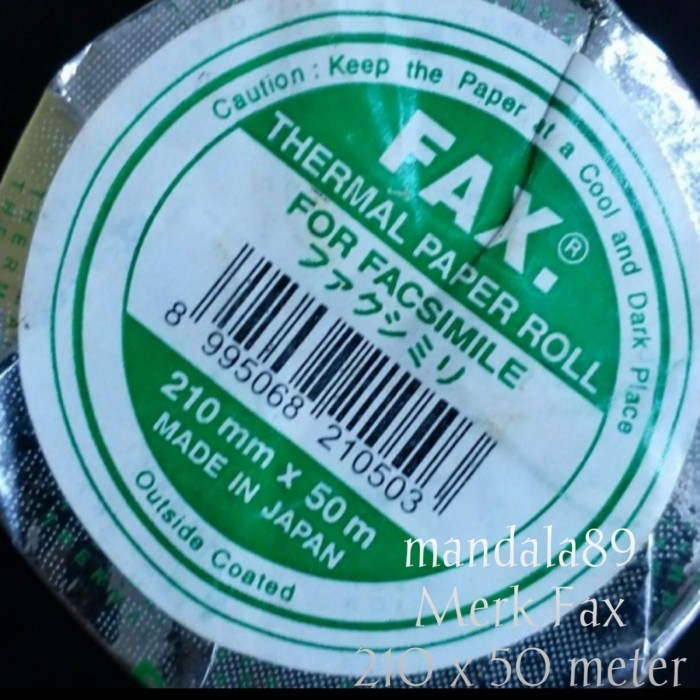 Caution : Keep the Paper at a Cool and Dark Place
FAX.®
THERMAL PAPER ROLL
FOR FACSIMILE
ファクシミリ
8 995068 210503
210 mm x 50 m
MADE IN JAPAN
Outside Coated
mandala89
Merk Fax
210 x 50 meter